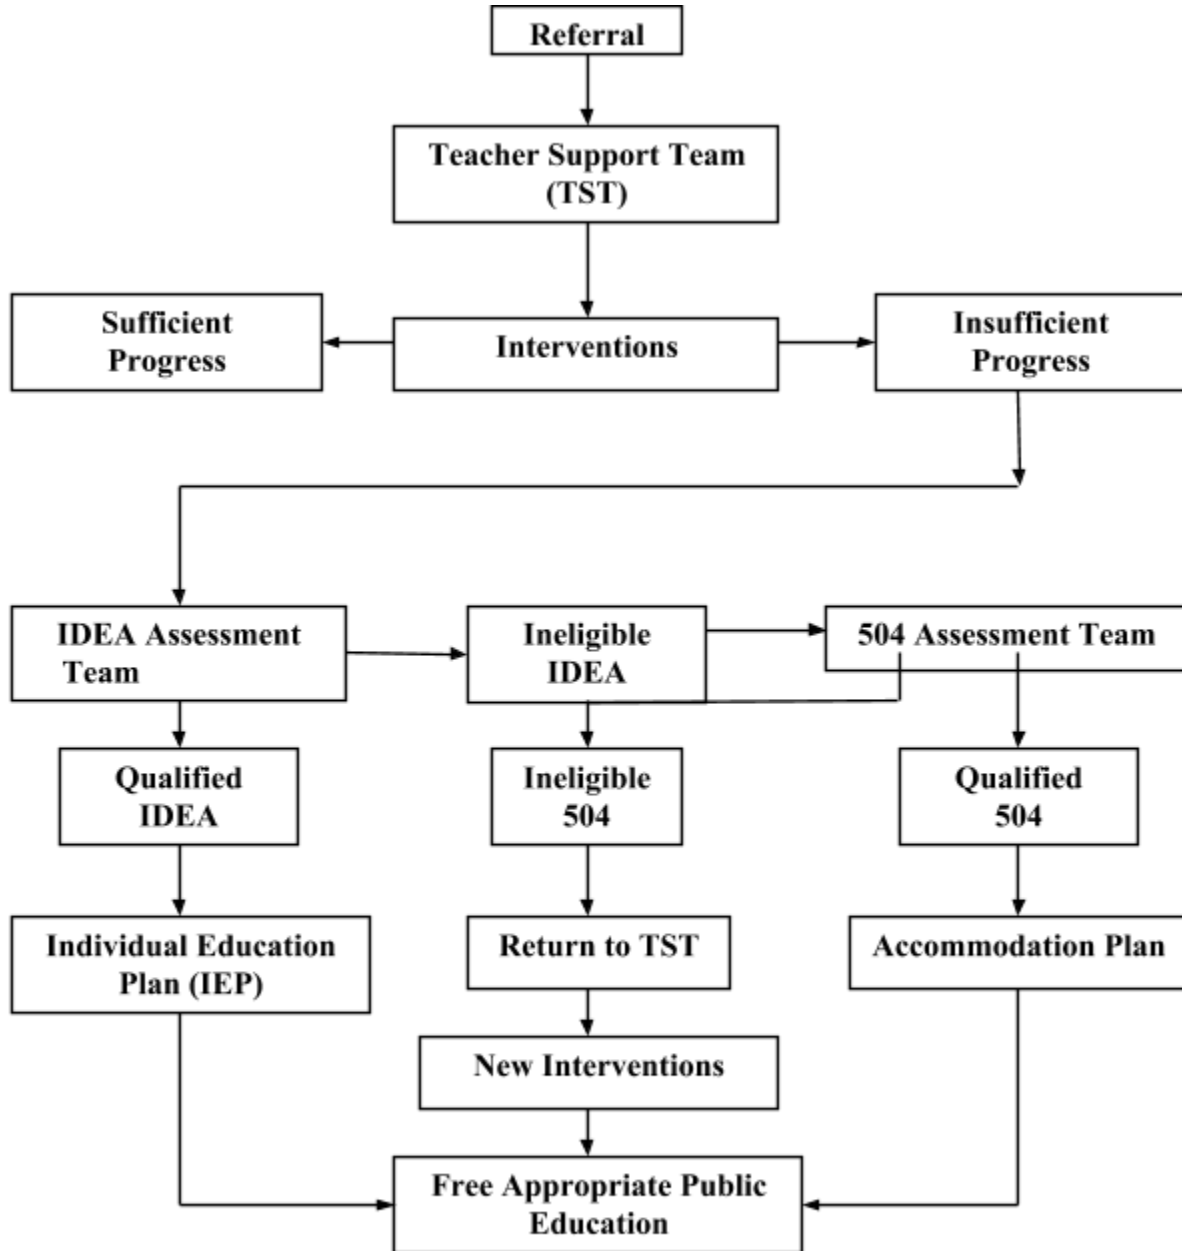 Referral
Teacher Support Team
(TST)
Sufficient
Progress
Interventions
Insufficient
Progress
IDEA Assessment
Team
Ineligible
IDEA
504 Assessment Team
Qualified
IDEA
Ineligible
504
Qualified
504
Individual Education
Plan (IEP)
Return to TST
Accommodation Plan
New Interventions
Free Appropriate Public
Education